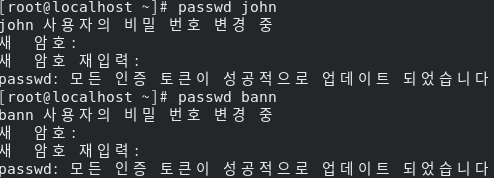 [root@localhost ~]# passwd john
john 사용자의 비밀 번호 변경 중
새 암호:
새 암호 재입력:
passwd: 모든 인증 토큰이 성공적으로 업데이트 되었습니다
[root@localhost ~]# passwd bann
bann 사용자의 비밀 번호 변경 중
새 암호:
새 암호 재입력:
passwd: 모든 인증 토큰이 성공적으로 업데이트 되었습니다